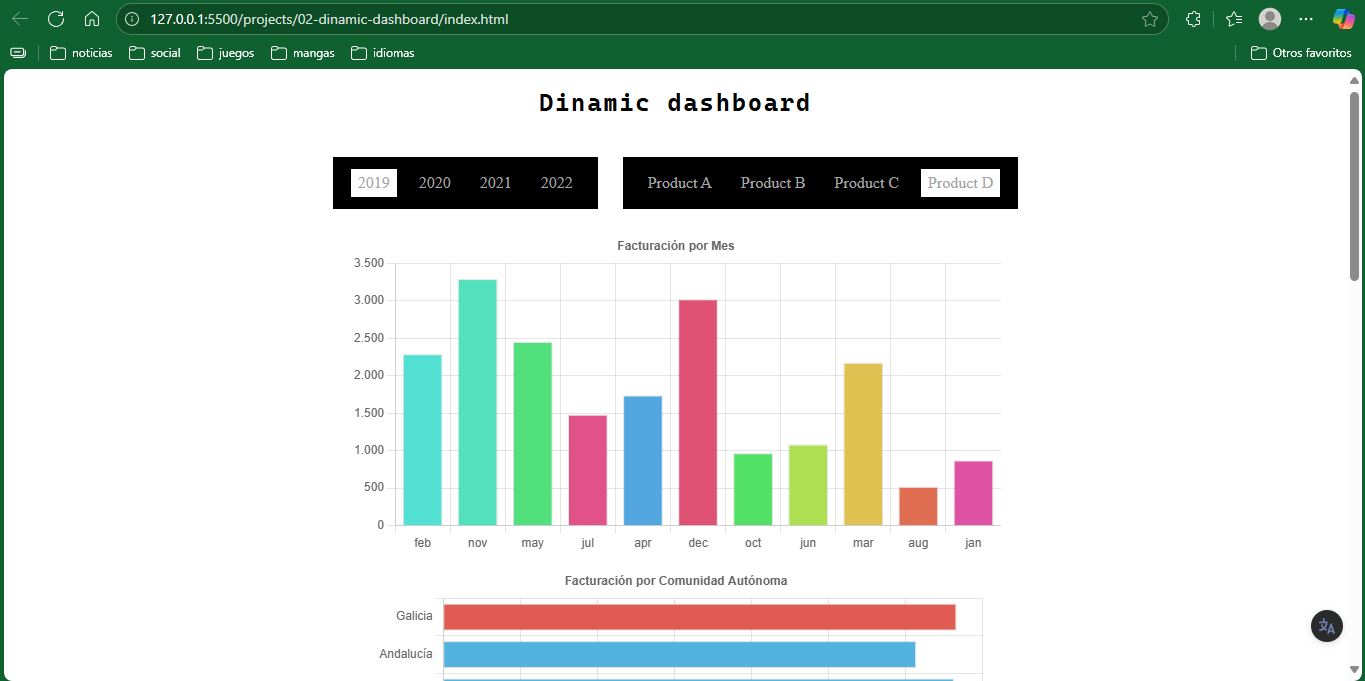 127.0.0.1:5500/projects/02-dinamic-dashboard/index.html
noticias social juegos mangas idiomas Otros favoritos
Dinamic dashboard
2019 2020 2021 2022 Product A Product B Product C Product D
Facturación por Mes
3.500
3.000
2.500
2.000
1.500
1.000
500
0
feb nov may jul apr dec oct jun mar aug jan
Facturación por Comunidad Autónoma
Galicia
Andalucía